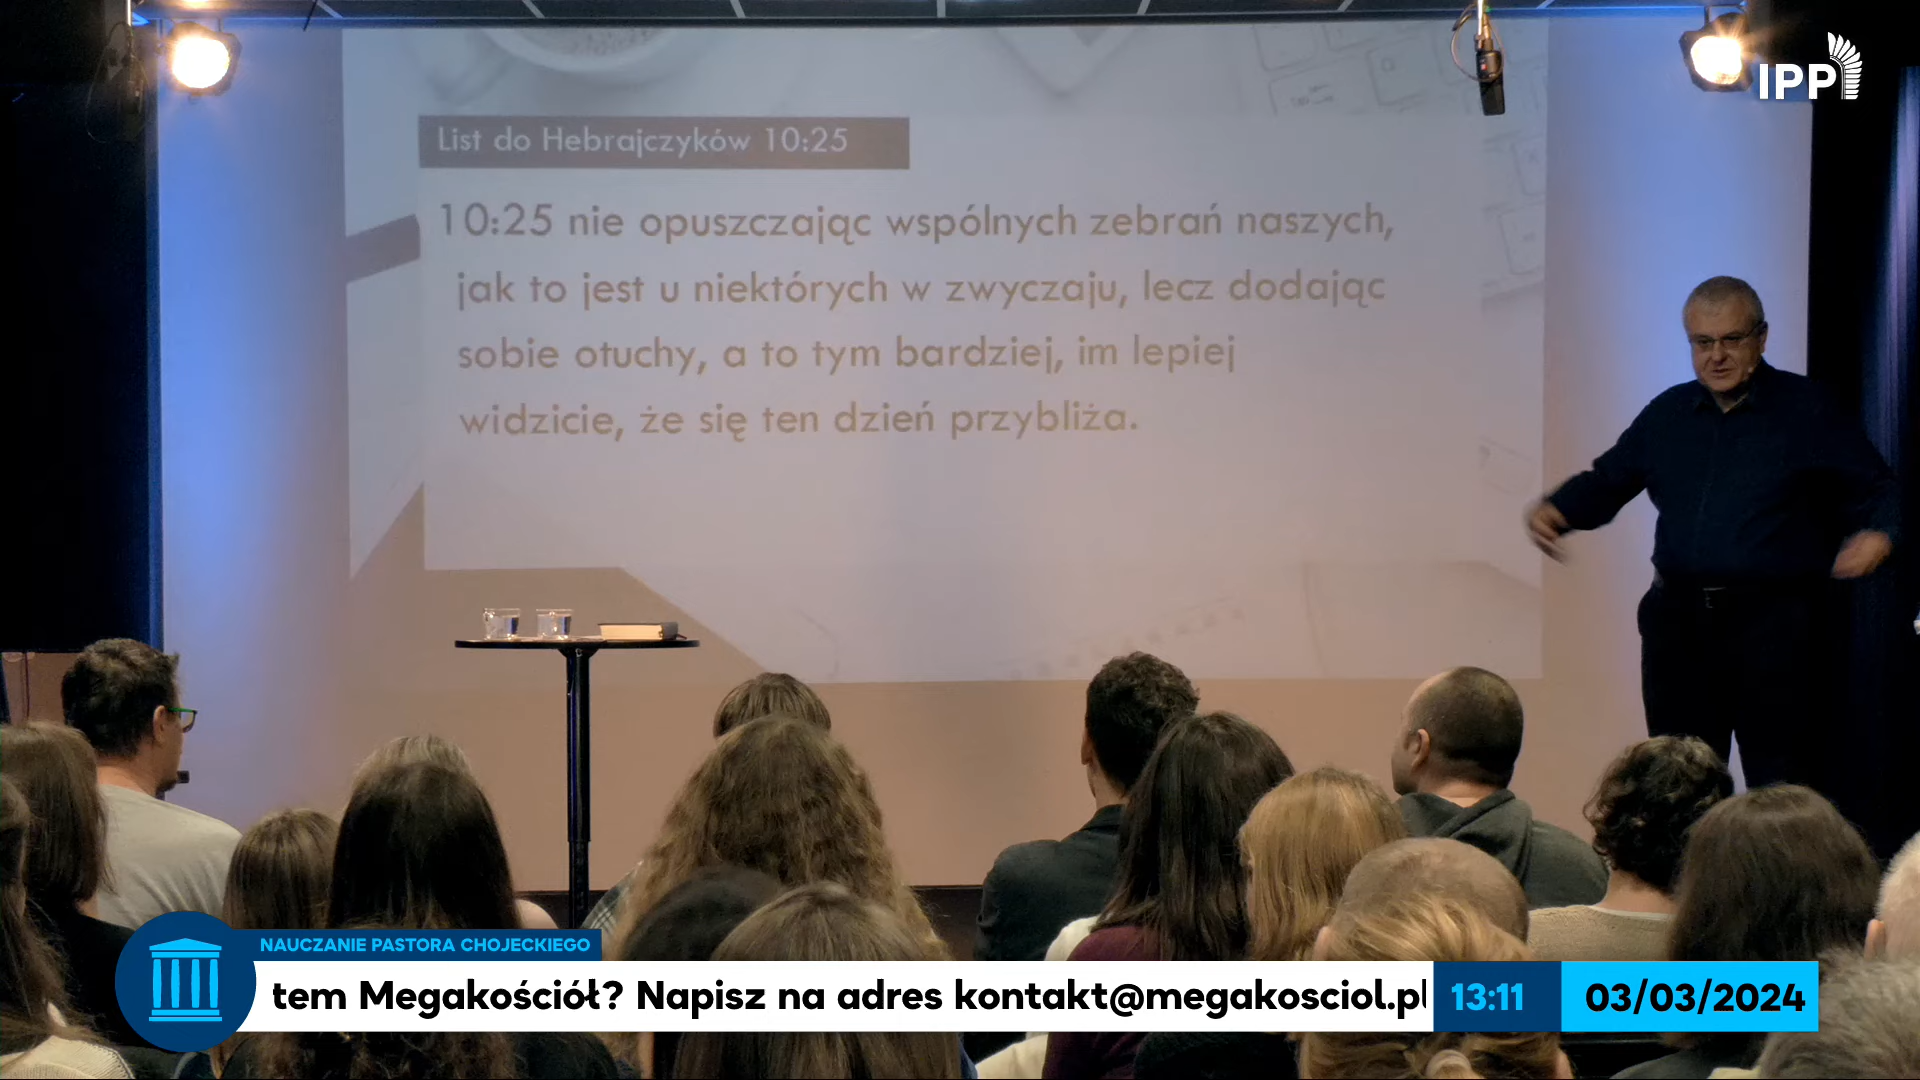 IPP
List do Hebrajczyków 10:25
10:25 nie opuszczając wspólnych zebrań naszych,
jak to jest u niektórych w zwyczaju, lecz dodając
sobie otuchy, a to tym bardziej, im lepiej
widzicie, że się ten dzień przybliża.
NAUCZANIE PASTORA CHOJECKIEGO
tem Megakościół? Napisz na adres kontakt@megakosciol.pl
13:11
03/03/2024